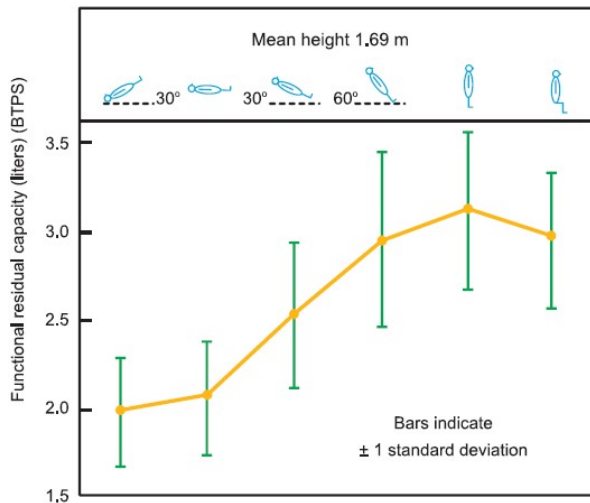 Mean height 1.69 m
30° 30° 60°
Functional residual capacity (liters) (BTPS)
3.5
3.0
2.5
2.0
1.5
Bars indicate
± 1 standard deviation